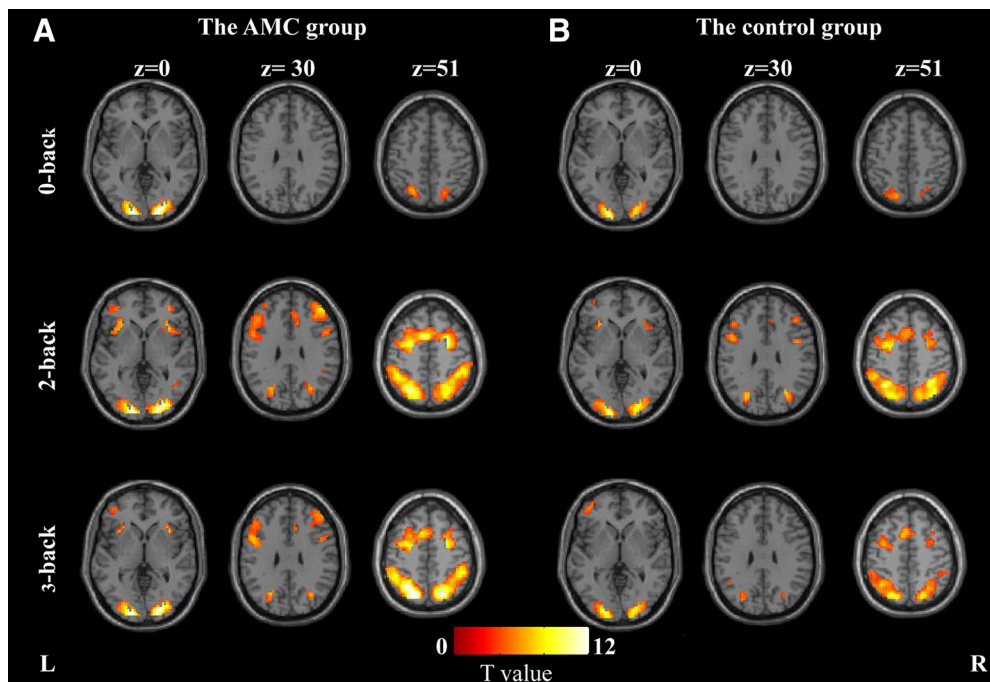 A The AMC group B The control group
z=0 z= 30 z=51 z=0 z=30 z=51
0-back
2-back
3-back
0 12
L T value R